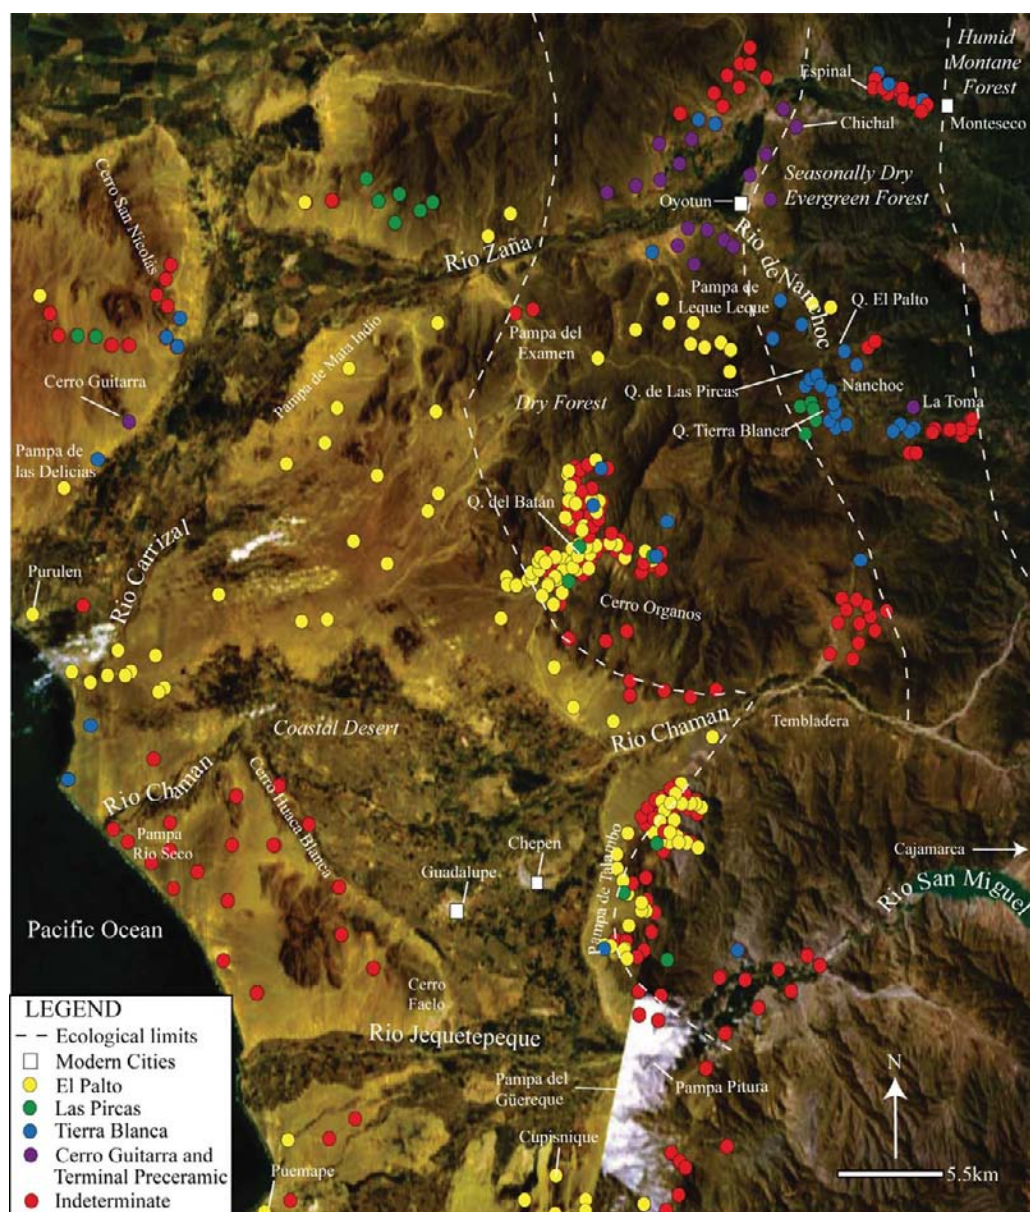 Humid
Montane
Forest
Espinal
Monteseco
Chichal
Seasonally Dry
Evergreen Forest
Oyotun
Cerro San Nicolás
Rio Zaña
Rio de Nanchoc
Pampa de
Leque Leque
Q. El Palto
Pampa del
Examen
Pampa de Mata Indio
Cerro Guitarra
Q. de Las Pircas
Nanchoc
Dry Forest
La Toma
Q. Tierra Blanca
Pampa de
las Delicias
Q. del Batán
Rio Carrizal
Purulen
Cerro Organos
Coastal Desert
Rio Chaman
Tembladera
Rio Chaman
Cerro Huaca Blanca
Pampa
Rio Seco
Chepen
Guadalupe
Pampa de Talambo
Cajamarca
Rio San Miguel
Pacific Ocean
Cerro
Faclo
Rio Jequetepeque
Pampa del
Güereque
Pampa Pitura
N
Cupisnique
Puemape
5.5km
LEGEND
Ecological limits
Modern Cities
El Palto
Las Pircas
Tierra Blanca
Cerro Guitarra and
Terminal Preceramic
Indeterminate